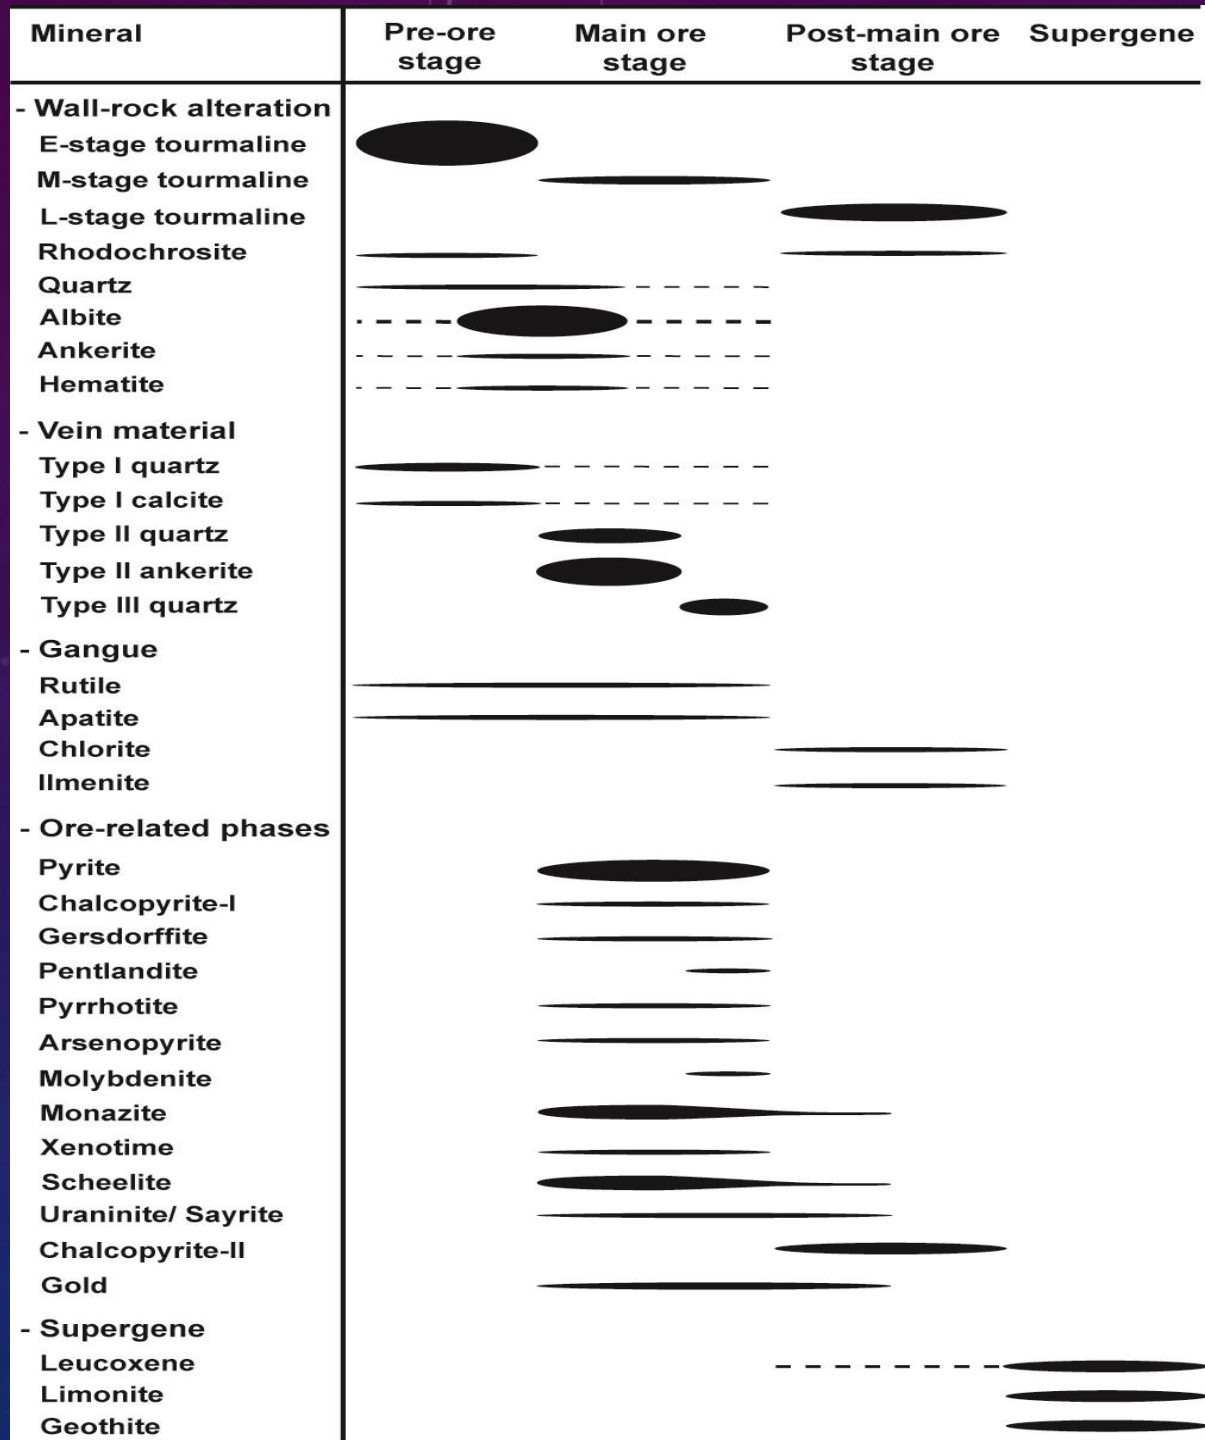 Mineral
Pre-ore stage
Main ore stage
Post-main ore stage
Supergene
- Wall-rock alteration
E-stage tourmaline
M-stage tourmaline
L-stage tourmaline
Rhodochrosite
Quartz
Albite
Ankerite
Hematite
- Vein material
Type I quartz
Type I calcite
Type II quartz
Type II ankerite
Type III quartz
- Gangue
Rutile
Apatite
Chlorite
Ilmenite
- Ore-related phases
Pyrite
Chalcopyrite-I
Gersdorffite
Pentlandite
Pyrrhotite
Arsenopyrite
Molybdenite
Monazite
Xenotime
Scheelite
Uraninite/ Sayrite
Chalcopyrite-II
Gold
- Supergene
Leucoxene
Limonite
Geothite